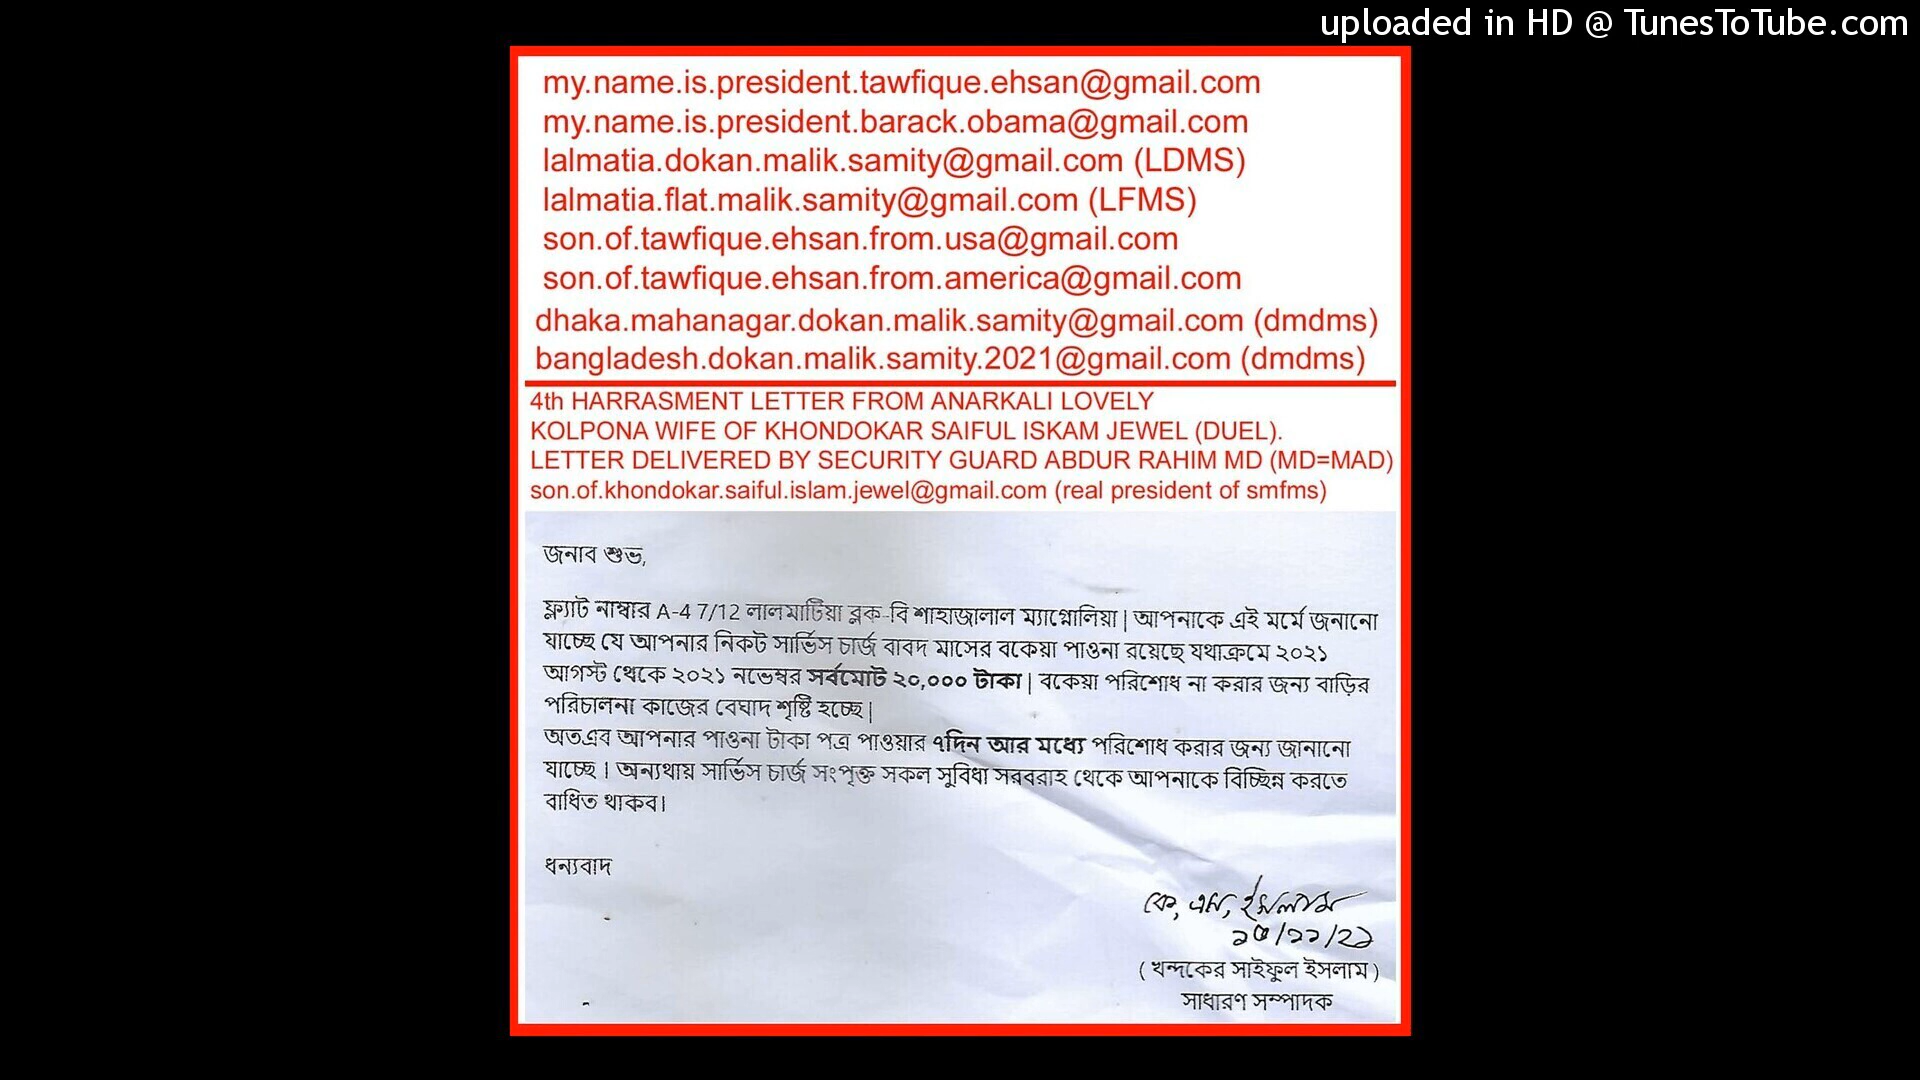 uploaded in HD @ TunesToTube.com
my.name.is.president.tawfique.ehsan@gmail.com
my.name.is.president.barack.obama@gmail.com
lalmatia.dokan.malik.samity@gmail.com (LDMS)
lalmatia.flat.malik.samity@gmail.com (LFMS)
son.of.tawfique.ehsan.from.usa@gmail.com
son.of.tawfique.ehsan.from.america@gmail.com
dhaka.mahanagar.dokan.malik.samity@gmail.com (dmdms)
bangladesh.dokan.malik.samity.2021@gmail.com (dmdms)
4th HARRASMENT LETTER FROM ANARKALI LOVELY
KOLPONA WIFE OF KHONDOKAR SAIFUL ISKAM JEWEL (DUEL).
LETTER DELIVERED BY SECURITY GUARD ABDUR RAHIM MD (MD=MAD)
son.of.khondokar.saiful.islam.jewel@gmail.com (real president of smfms)
জনাব শুভ,
ফ্ল্যাট নাম্বার A-4 7/12 লালমাটিয়া ব্লক-বি শাহাজালাল ম্যাগ্নোলিয়া | আপনাকে এই মর্মে জনানো
যাচ্ছে যে আপনার নিকট সার্ভিস চার্জ বাবদ মাসের বকেয়া পাওনা রয়েছে যথাক্রমে ২০২১
আগস্ট থেকে ২০২১ নভেম্বর সর্বমোট ২০,০০০ টাকা | বকেয়া পরিশোধ না করার জন্য বাড়ির
পরিচালনা কাজের বেঘাদ শৃষ্টি হচ্ছে |
অতএব আপনার পাওনা টাকা পত্র পাওয়ার ৭দিন আর মধ্যে পরিশোধ করার জন্য জানানো
যাচ্ছে | অন্যথায় সার্ভিস চার্জ সংপৃক্ত সকল সুবিধা সরবরাহ থেকে আপনাকে বিচ্ছিন্ন করতে
বাধিত থাকব।
ধন্যবাদ
কে, এস, ইসলাম
১৫/১১/২১
( খন্দকের সাইফুল ইসলাম )
সাধারণ সম্পাদক